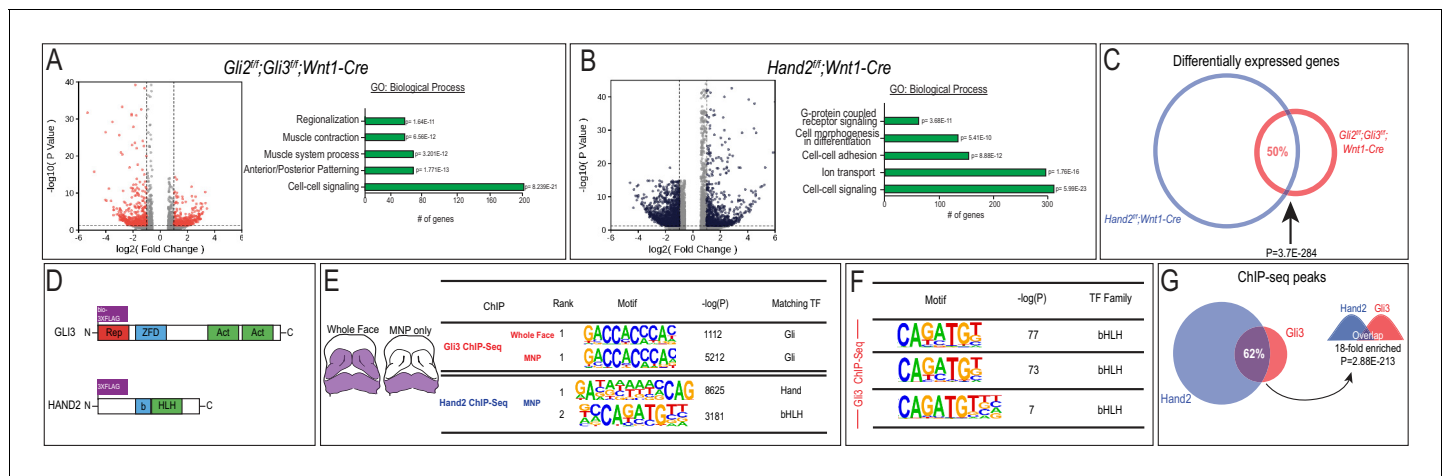 A
Gli2f/f;Gli3f/f;Wnt1-Cre
-log10( P Value )
40
30
20
10
0
-6
-4
-2
0
2
4
6
log2( Fold Change )
GO: Biological Process
Regionalization
p= 1.64E-11
Muscle contraction
p= 6.56E-12
Muscle system process
p= 3.201E-12
Anterior/Posterior Patterning
p= 1.771E-13
Cell-cell signaling
p= 8.239E-21
0
40
80
120
200
# of genes
B
Hand2f/f;Wnt1-Cre
-log10( P Value )
40
30
20
10
0
-6
-4
-2
0
2
4
6
log2( Fold Change )
GO: Biological Process
G-protein coupled
receptor signaling
p= 3.68E-11
Cell morphogenesis
in differentiation
p= 5.41E-10
Cell-cell adhesion
p= 8.88E-12
Ion transport
p= 1.76E-16
Cell-cell signaling
p= 5.99E-23
0
100
200
300
# of genes
C
Differentially expressed genes
50%
Gli2f/f;Gli3f/f;
Wnt1-Cre
Hand2f/f;Wnt1-Cre
P=3.7E-284
D
bio-
3XFLAG
GLI3 N
Rep
ZFD
Act
Act
C
3XFLAG
HAND2 N
b
HLH
C
E
Whole Face
MNP only
ChIP
Rank
Motif
-log(P)
Matching TF
Gli3 ChIP-Seq
Whole Face
1
GACCACCCAC
1112
Gli
MNP
1
GACCACCCAC
5212
Gli
Hand2 ChIP-Seq
MNP
1
8625
Hand
2
3181
bHLH
F
Motif
-log(P)
TF Family
Gli3 ChIP-Seq
CAGATGT
77
bHLH
CAGATGT
73
bHLH
CAGATGTTT
7
bHLH
G
ChIP-seq peaks
Hand2
Gli3
62%
Hand2
Gli3
Overlap
18-fold enriched
P=2.88E-213